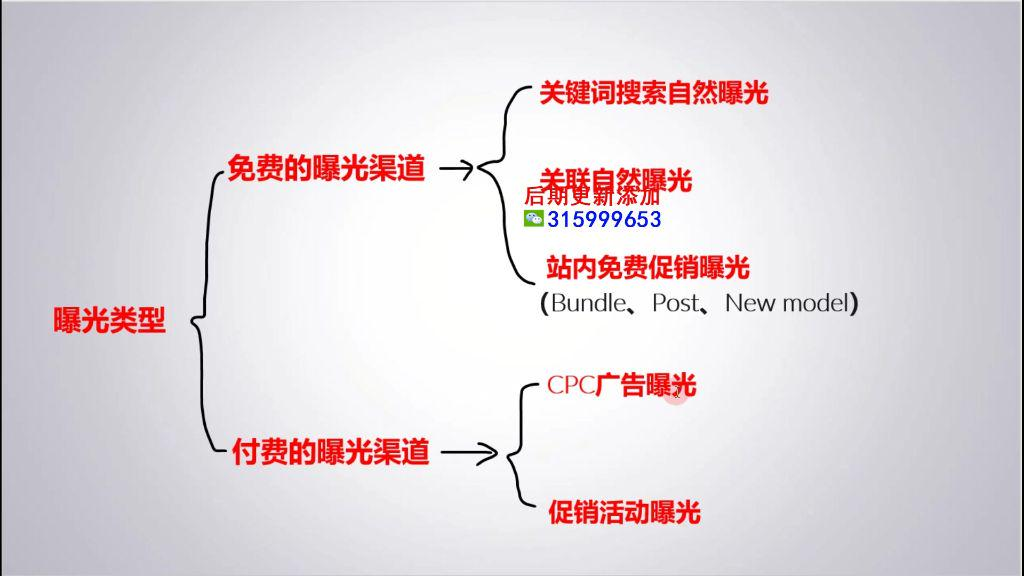 关键词搜索自然曝光
免费的曝光渠道
关联自然曝光
后期更新添加
315999653
站内免费促销曝光
(Bundle、Post、New model)
曝光类型
CPC广告曝光
付费的曝光渠道
促销活动曝光